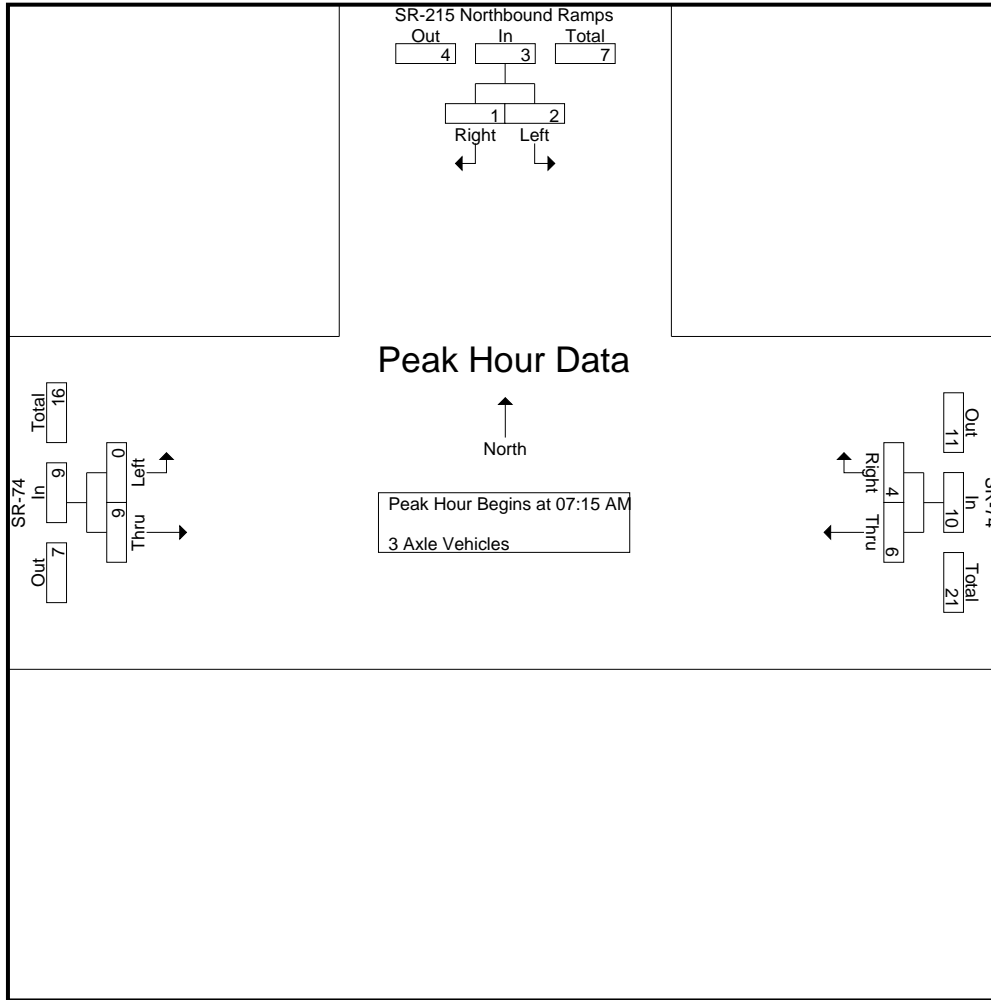 SR-215 Northbound Ramps
Out In Total
4 3 7
1 2
Right Left
Peak Hour Data
North
Peak Hour Begins at 07:15 AM
3 Axle Vehicles
SR-74
Total In Out
16 9 7
0 9
Left Thru
Right Thru
4 6
Out In Total
11 10 21
SR-74